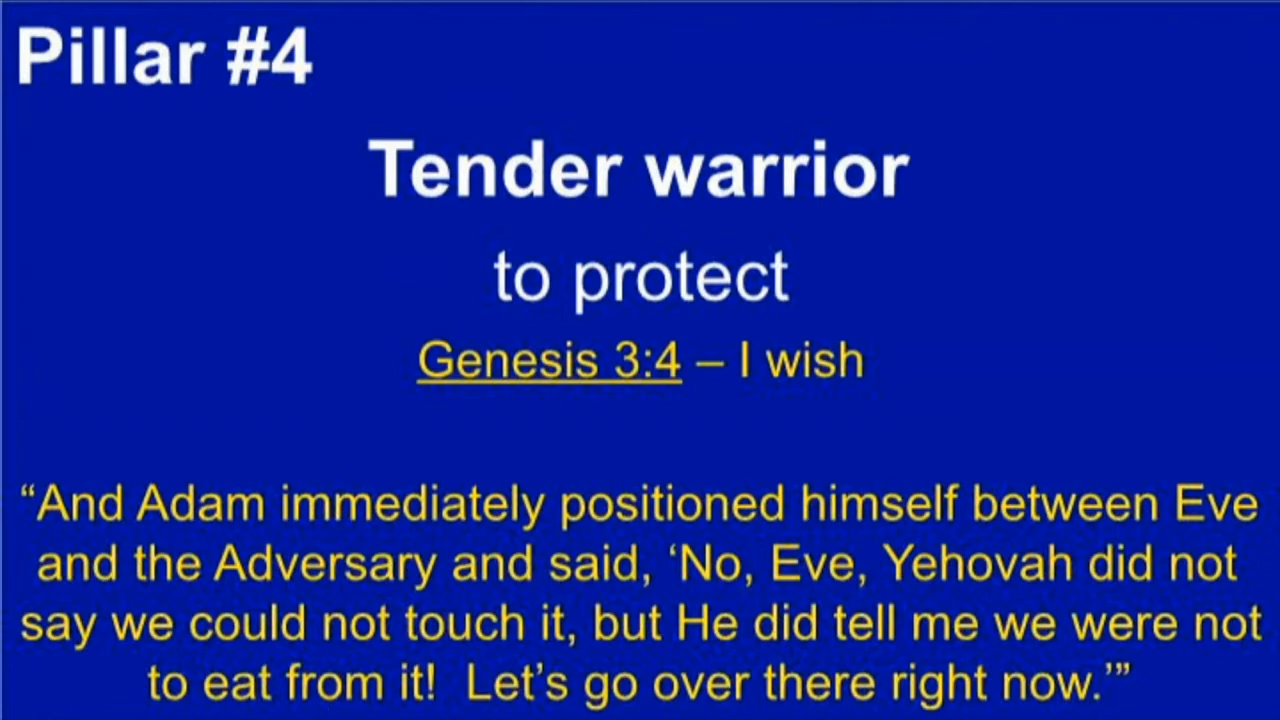 Pillar #4
Tender warrior
to protect
Genesis 3:4 – I wish
“And Adam immediately positioned himself between Eve
and the Adversary and said, ‘No, Eve, Yehovah did not
say we could not touch it, but He did tell me we were not
to eat from it!  Let’s go over there right now.’”